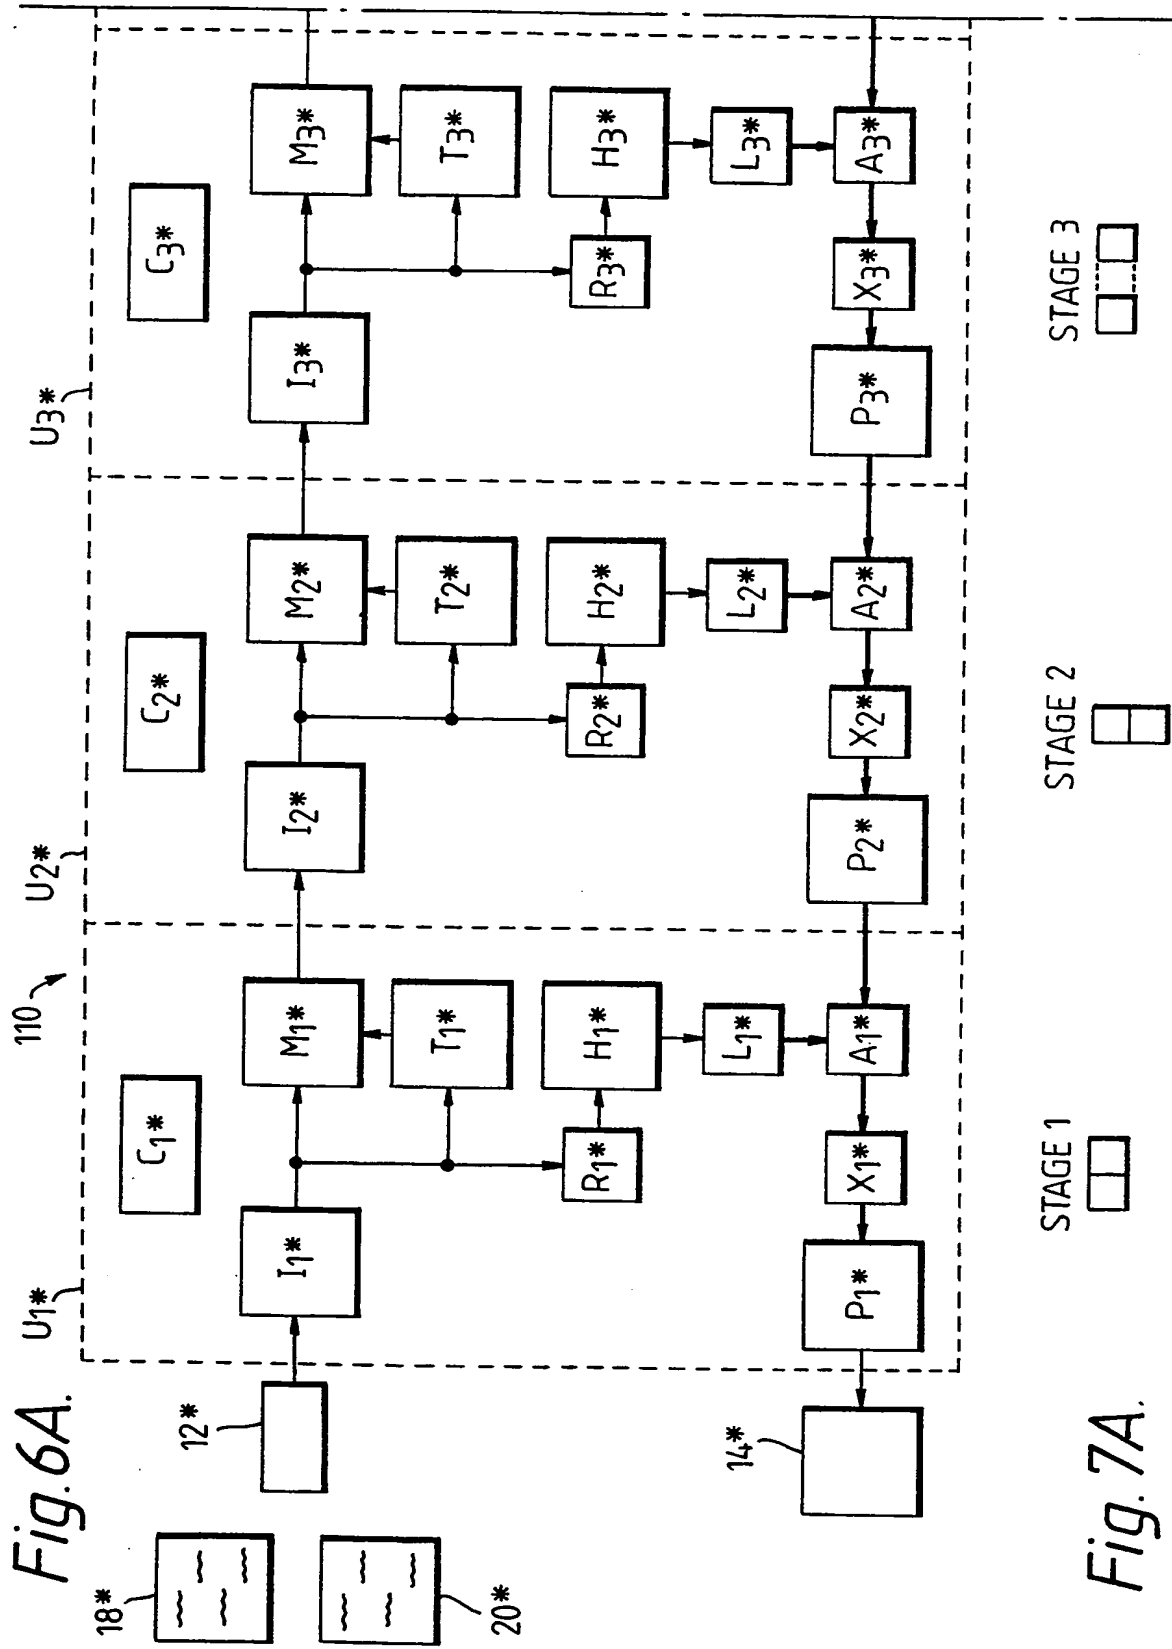 Fig. 6A.
18*
20*
12*
14*
110
U1*
U2*
U3*
C1*
I1*
M1*
T1*
R1*
H1*
L1*
A1*
X1*
P1*
C2*
I2*
M2*
T2*
R2*
H2*
L2*
A2*
X2*
P2*
C3*
I3*
M3*
T3*
R3*
H3*
L3*
A3*
X3*
P3*
Fig. 7A.
STAGE 1
STAGE 2
STAGE 3